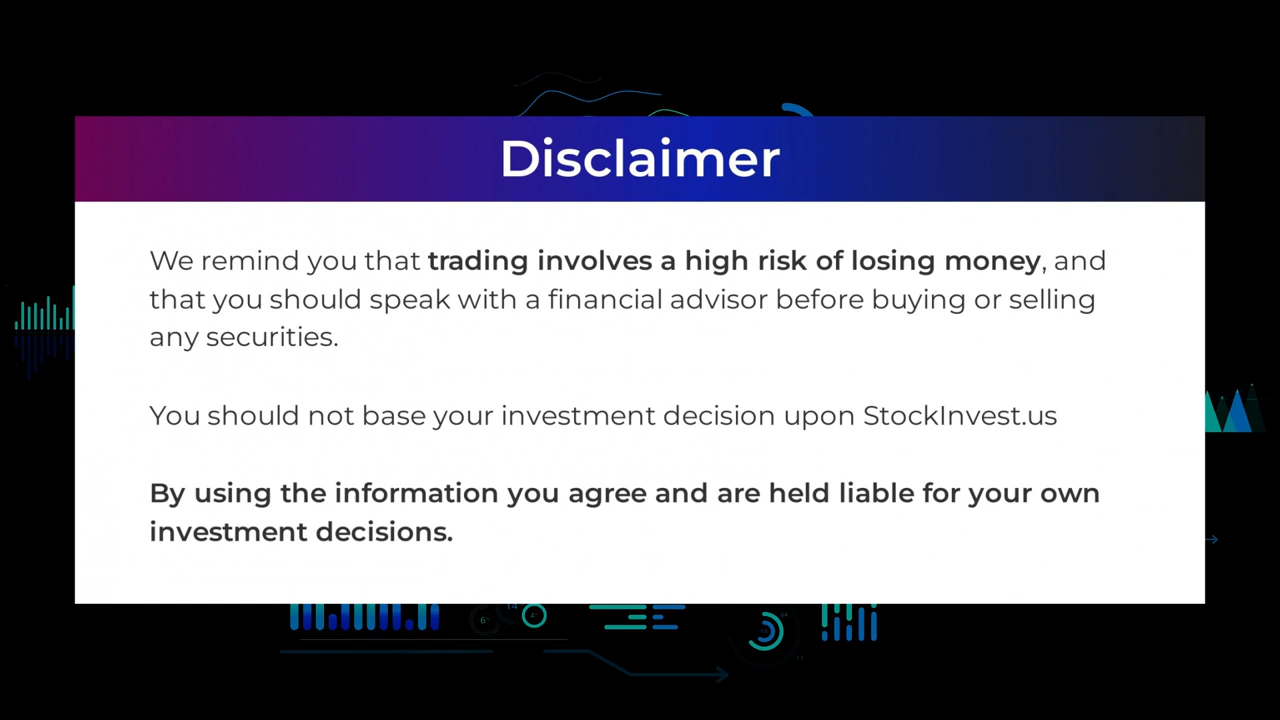 Disclaimer
We remind you that trading involves a high risk of losing money, and
that you should speak with a financial advisor before buying or selling
any securities.
You should not base your investment decision upon StockInvest.us
By using the information you agree and are held liable for your own
investment decisions.